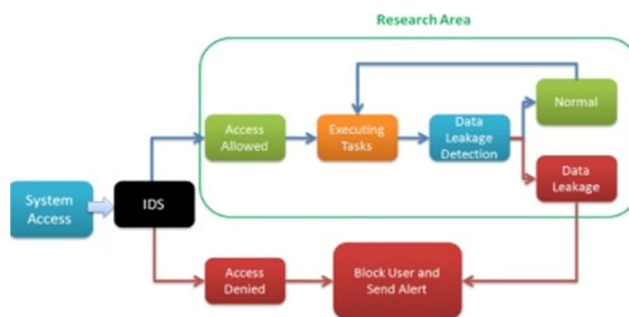 Research Area
Access
Allowed
Executing
Tasks
Data
Leakage
Detection
Normal
Data
Leakage
System
Access
IDS
Access
Denied
Block User and
Send Alert